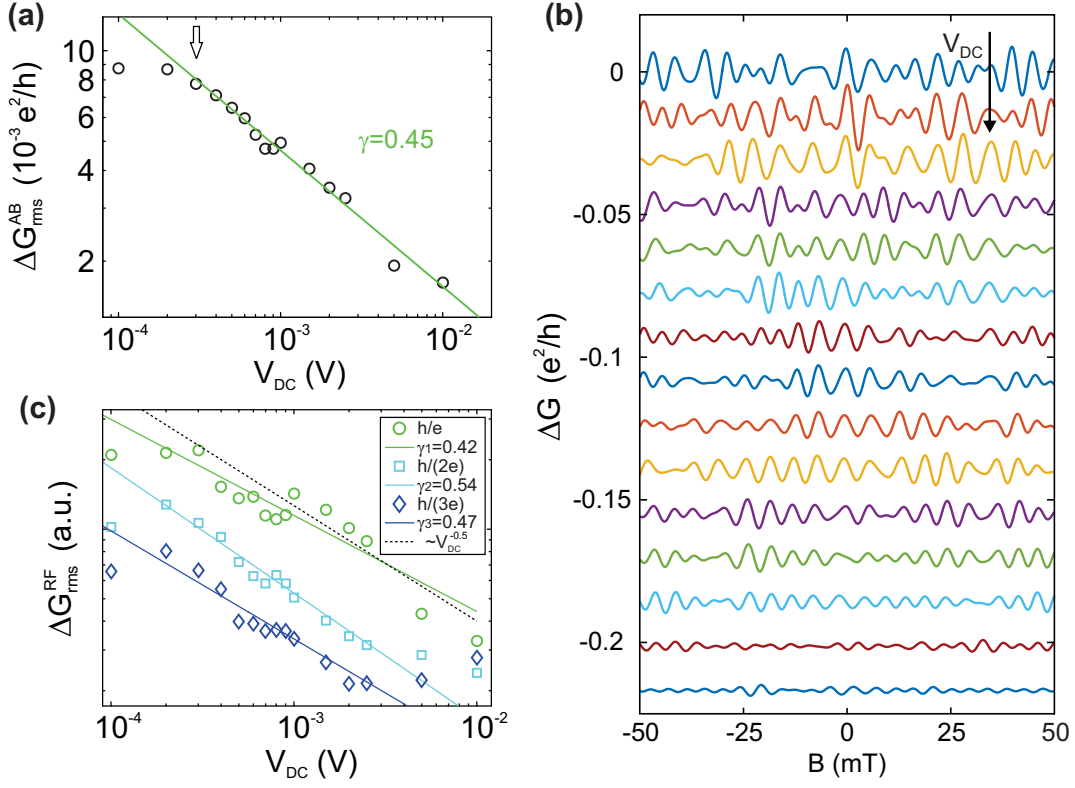 (a)
10
8
6
4
2
ΔG^AB_rms (10^-3 e^2/h)
γ=0.45
10^-4
10^-3
10^-2
V_DC (V)
(b)
V_DC
0
-0.05
-0.1
-0.15
-0.2
ΔG (e^2/h)
-50
-25
0
25
50
B (mT)
(c)
h/e
γ1=0.42
h/(2e)
γ2=0.54
h/(3e)
γ3=0.47
~V_DC^-0.5
ΔG^RF_rms (a.u.)
10^-4
10^-3
10^-2
V_DC (V)